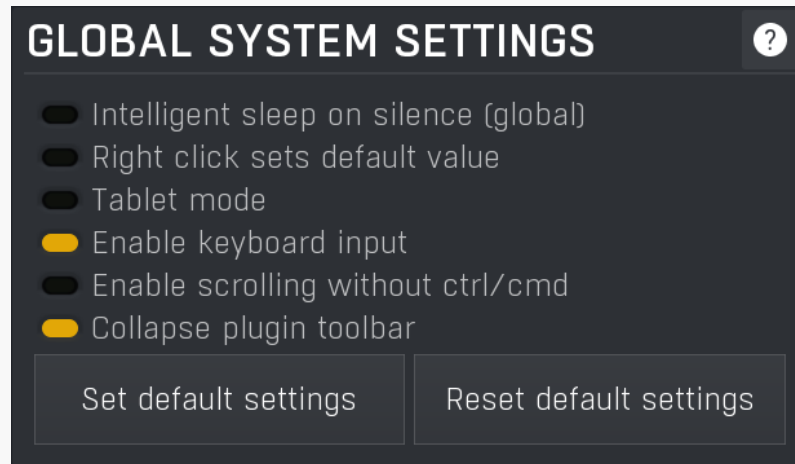 GLOBAL SYSTEM SETTINGS ?
Intelligent sleep on silence (global)
Right click sets default value
Tablet mode
Enable keyboard input
Enable scrolling without ctrl/cmd
Collapse plugin toolbar
Set default settings Reset default settings